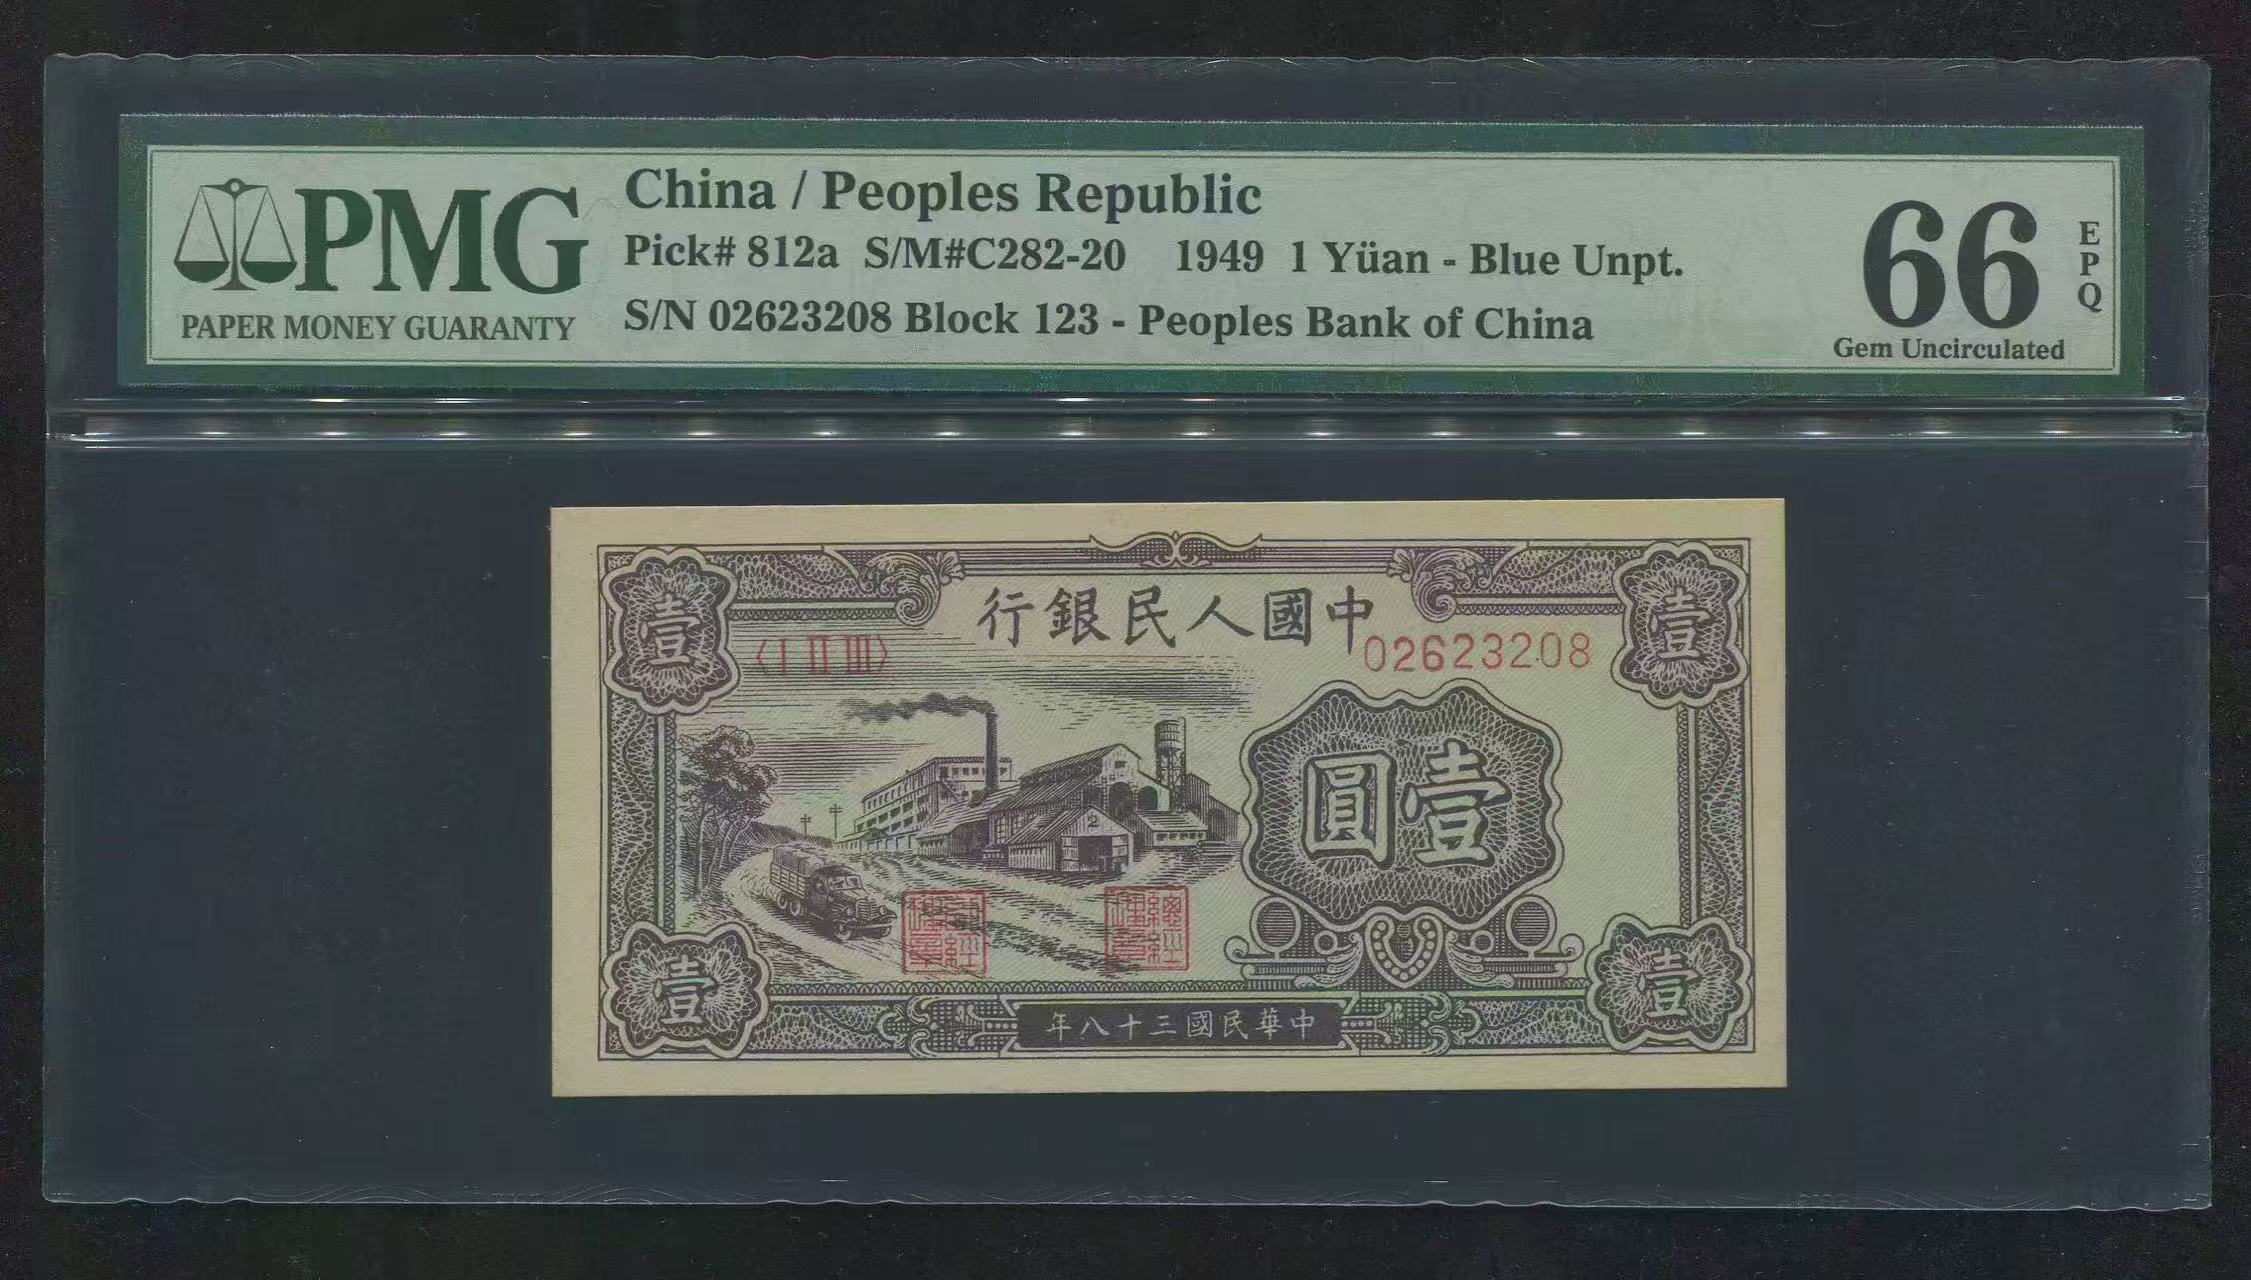 PMG
PAPER MONEY GUARANTY
China / Peoples Republic
Pick# 812a S/M#C282-20 1949 1 Yüan - Blue Unpt.
S/N 02623208 Block 123 - Peoples Bank of China
66
EPQ
Gem Uncirculated
行銀民人國中
〈I II III〉
02623208
壹
壹
圓壹
2
壹
壹
年八十三國民華中